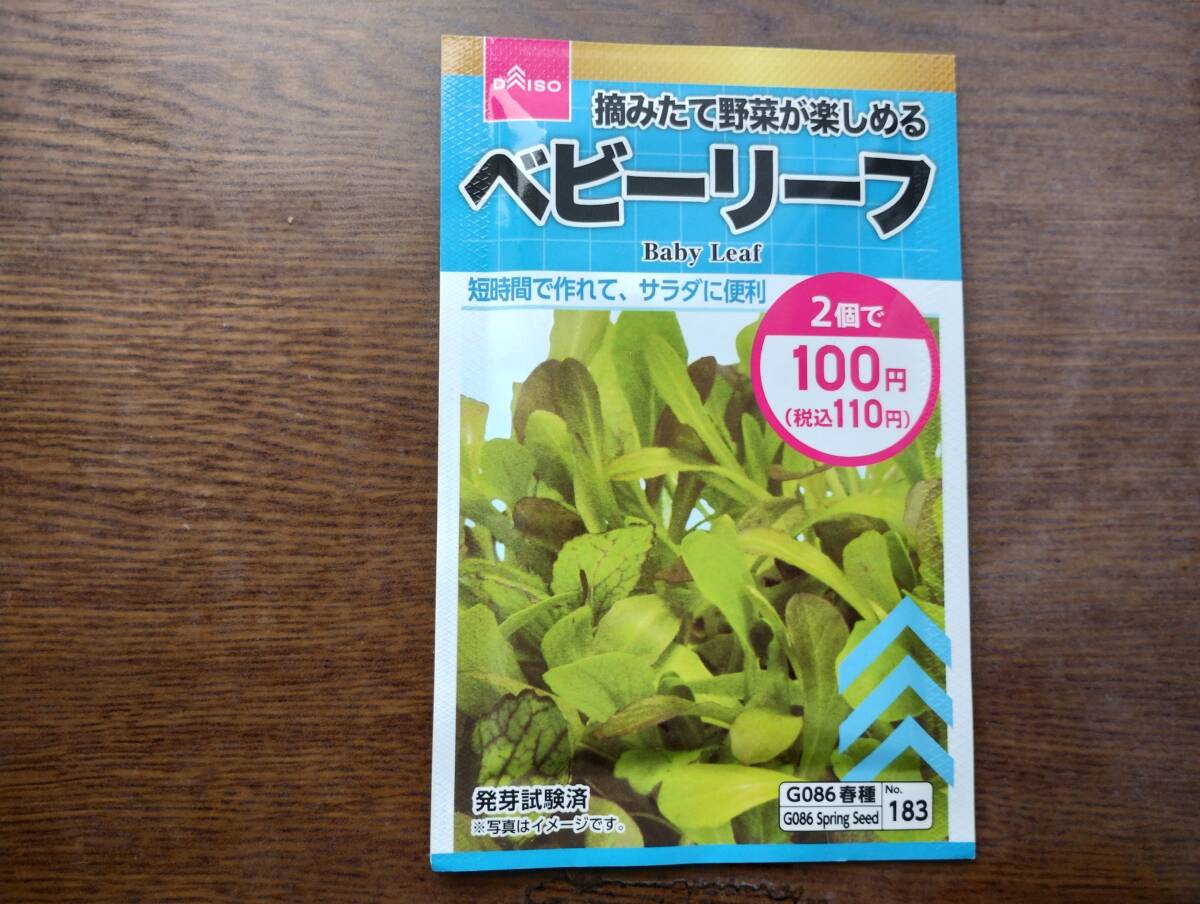 DAISO
摘みたて野菜が楽しめる
ベビーリーフ
Baby Leaf
短時間で作れて、サラダに便利
2個で
100円
(税込110円)
発芽試験済
※写真はイメージです。
G086 春種
G086 Spring Seed
No.
183